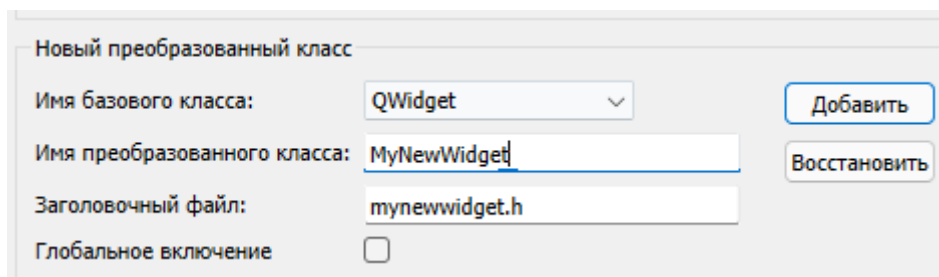 Новый преобразованный класс
Имя базового класса: QWidget Добавить
Имя преобразованного класса: MyNewWidget Восстановить
Заголовочный файл: mynewwidget.h
Глобальное включение